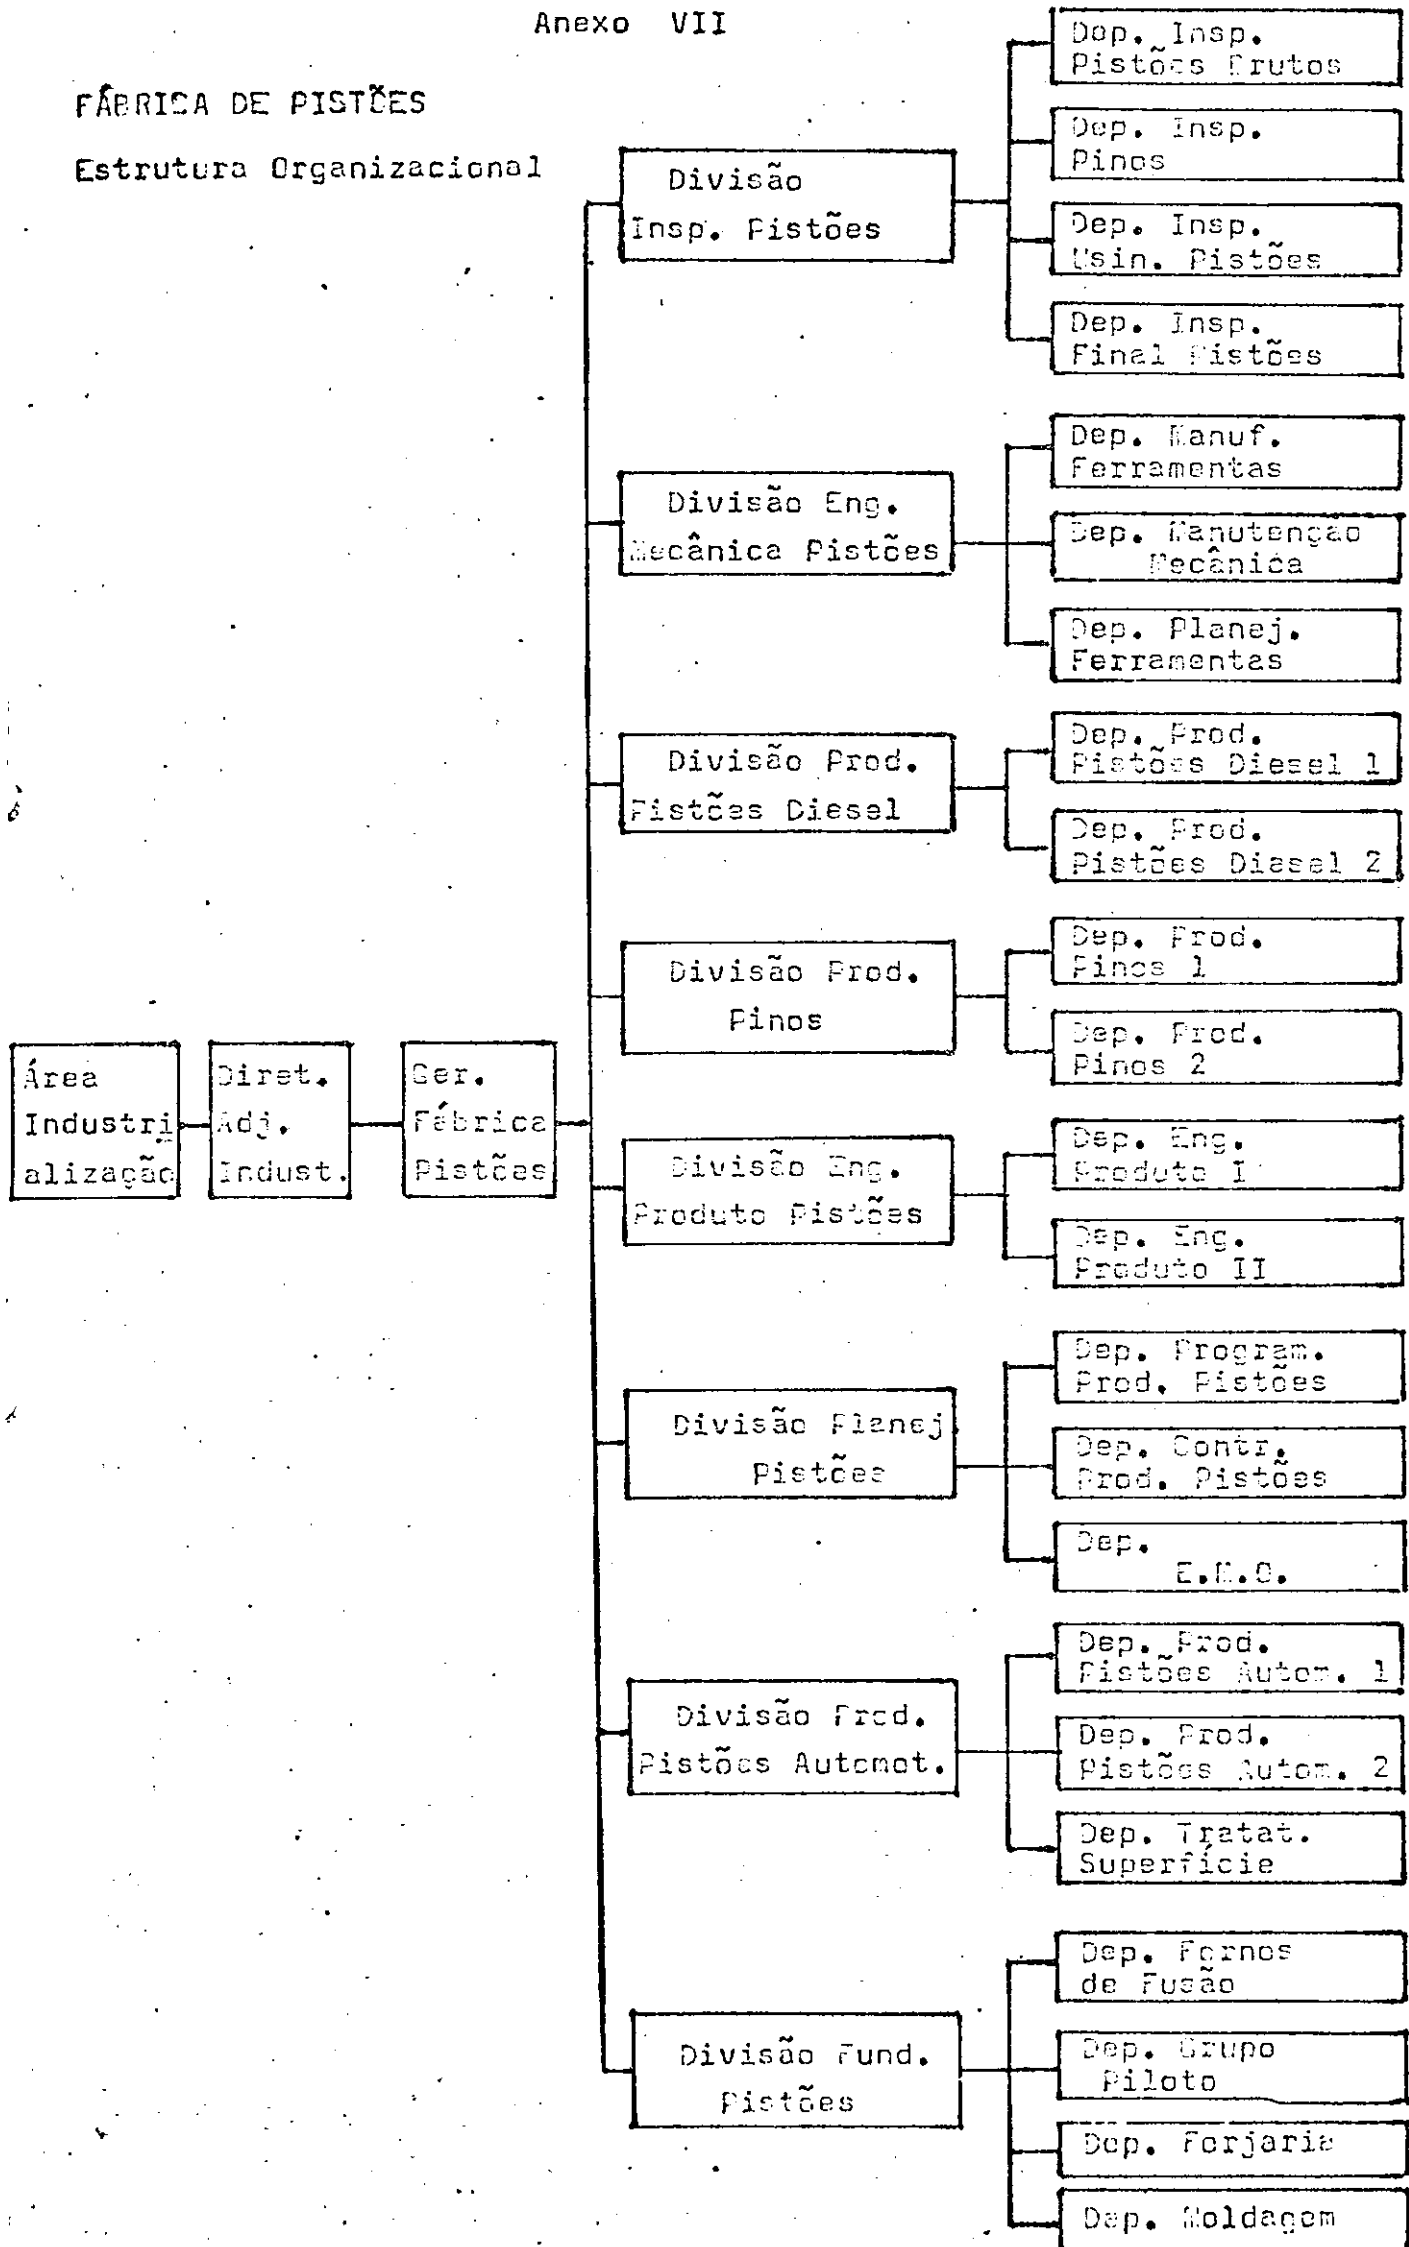 Anexo VII
FÁBRICA DE PISTÕES
Estrutura Organizacional
Área
Industri
alização
Diret.
Adj.
Indust.
Ger.
Fábrica
Pistões
Divisão
Insp. Pistões
Dep. Insp.
Pistões Brutos
Dep. Insp.
Pinos
Dep. Insp.
Usin. Pistões
Dep. Insp.
Final Pistões
Divisão Eng.
Mecânica Pistões
Dep. Manuf.
Ferramentas
Dep. Manutenção
Mecânica
Dep. Planej.
Ferramentas
Divisão Prod.
Pistões Diesel
Dep. Prod.
Pistões Diesel 1
Dep. Prod.
Pistões Diesel 2
Divisão Prod.
Pinos
Dep. Prod.
Pinos 1
Dep. Prod.
Pinos 2
Divisão Eng.
Produto Pistões
Dep. Eng.
Produto I
Dep. Eng.
Produto II
Divisão Planej
Pistões
Dep. Program.
Prod. Pistões
Dep. Contr.
Prod. Pistões
Dep.
Divisão Prod.
Pistões Automot.
Dep. Prod.
Pistões Autom. 1
Dep. Prod.
Pistões Autom. 2
Dep. Tratat.
Superfície
Divisão Fund.
Pistões
Dep. Fornos
de Fusão
Dep. Grupo
Piloto
Dep. Forjaria
Dep. Moldagem